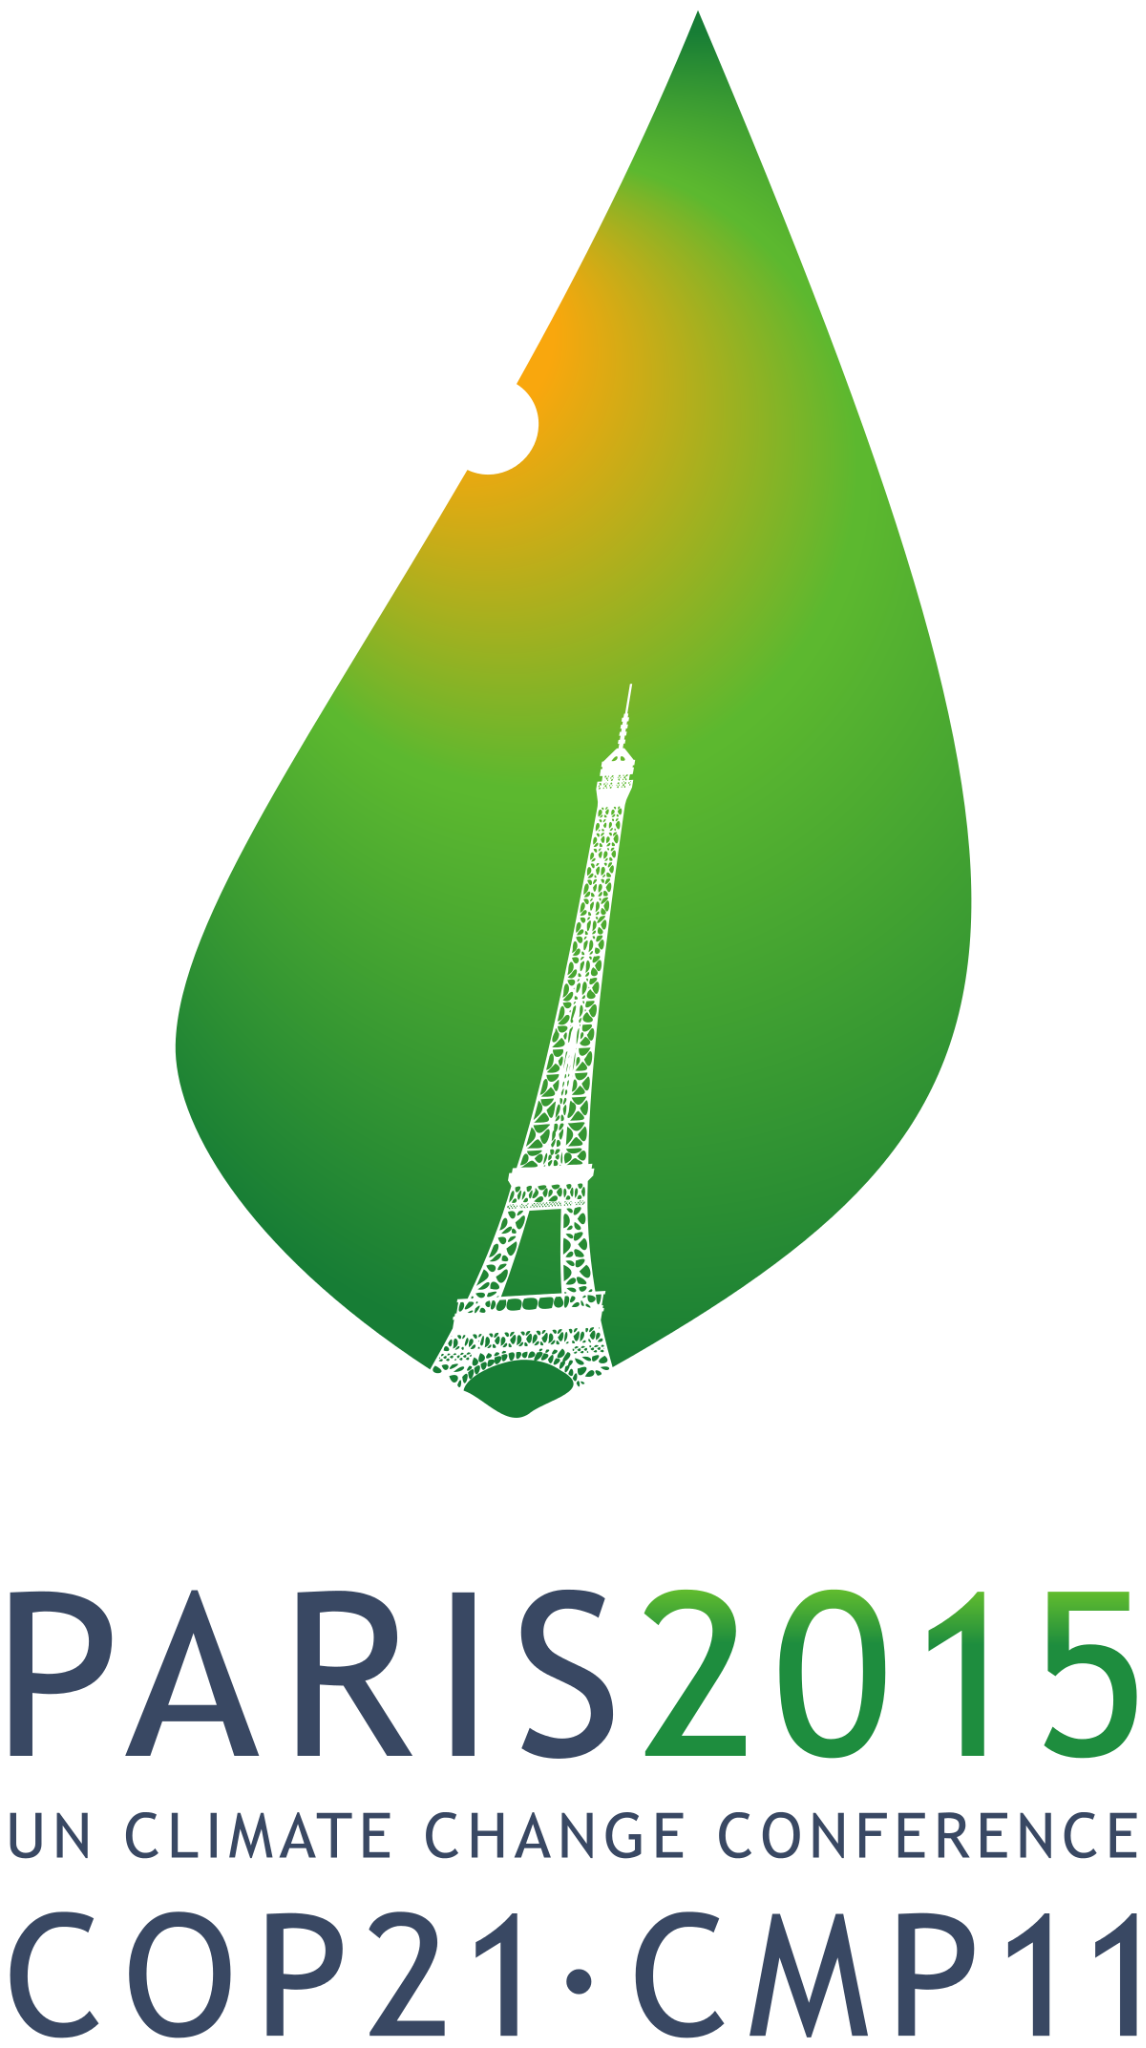 PARIS2015
UN CLIMATE CHANGE CONFERENCE
COP21·CMP11